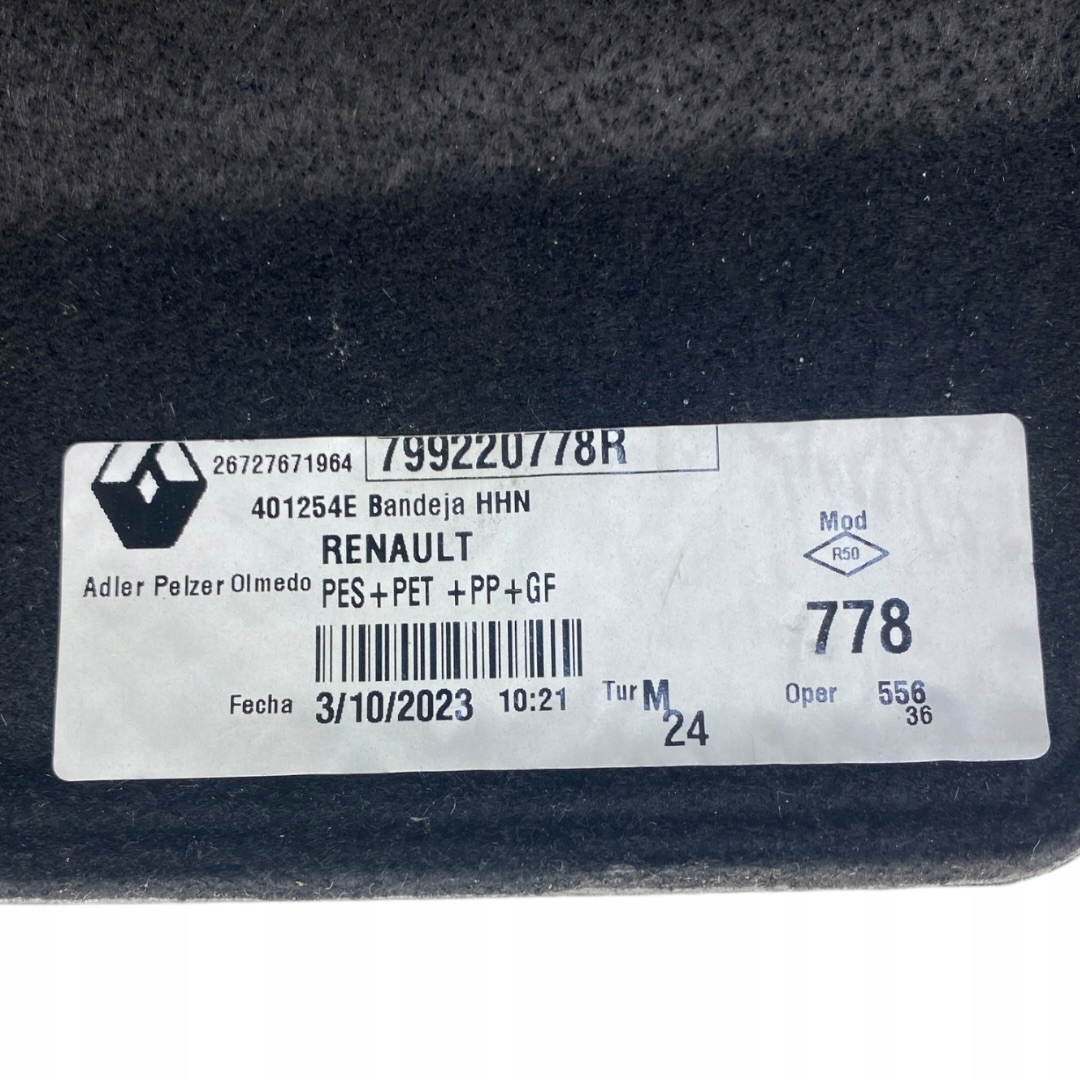 26727671964 799220778R
401254E Bandeja HHN
RENAULT
Mod
R50
Adler Pelzer Olmedo PES+PET +PP+GF
778
Fecha 3/10/2023 10:21 Tur M 24
Oper 556
36